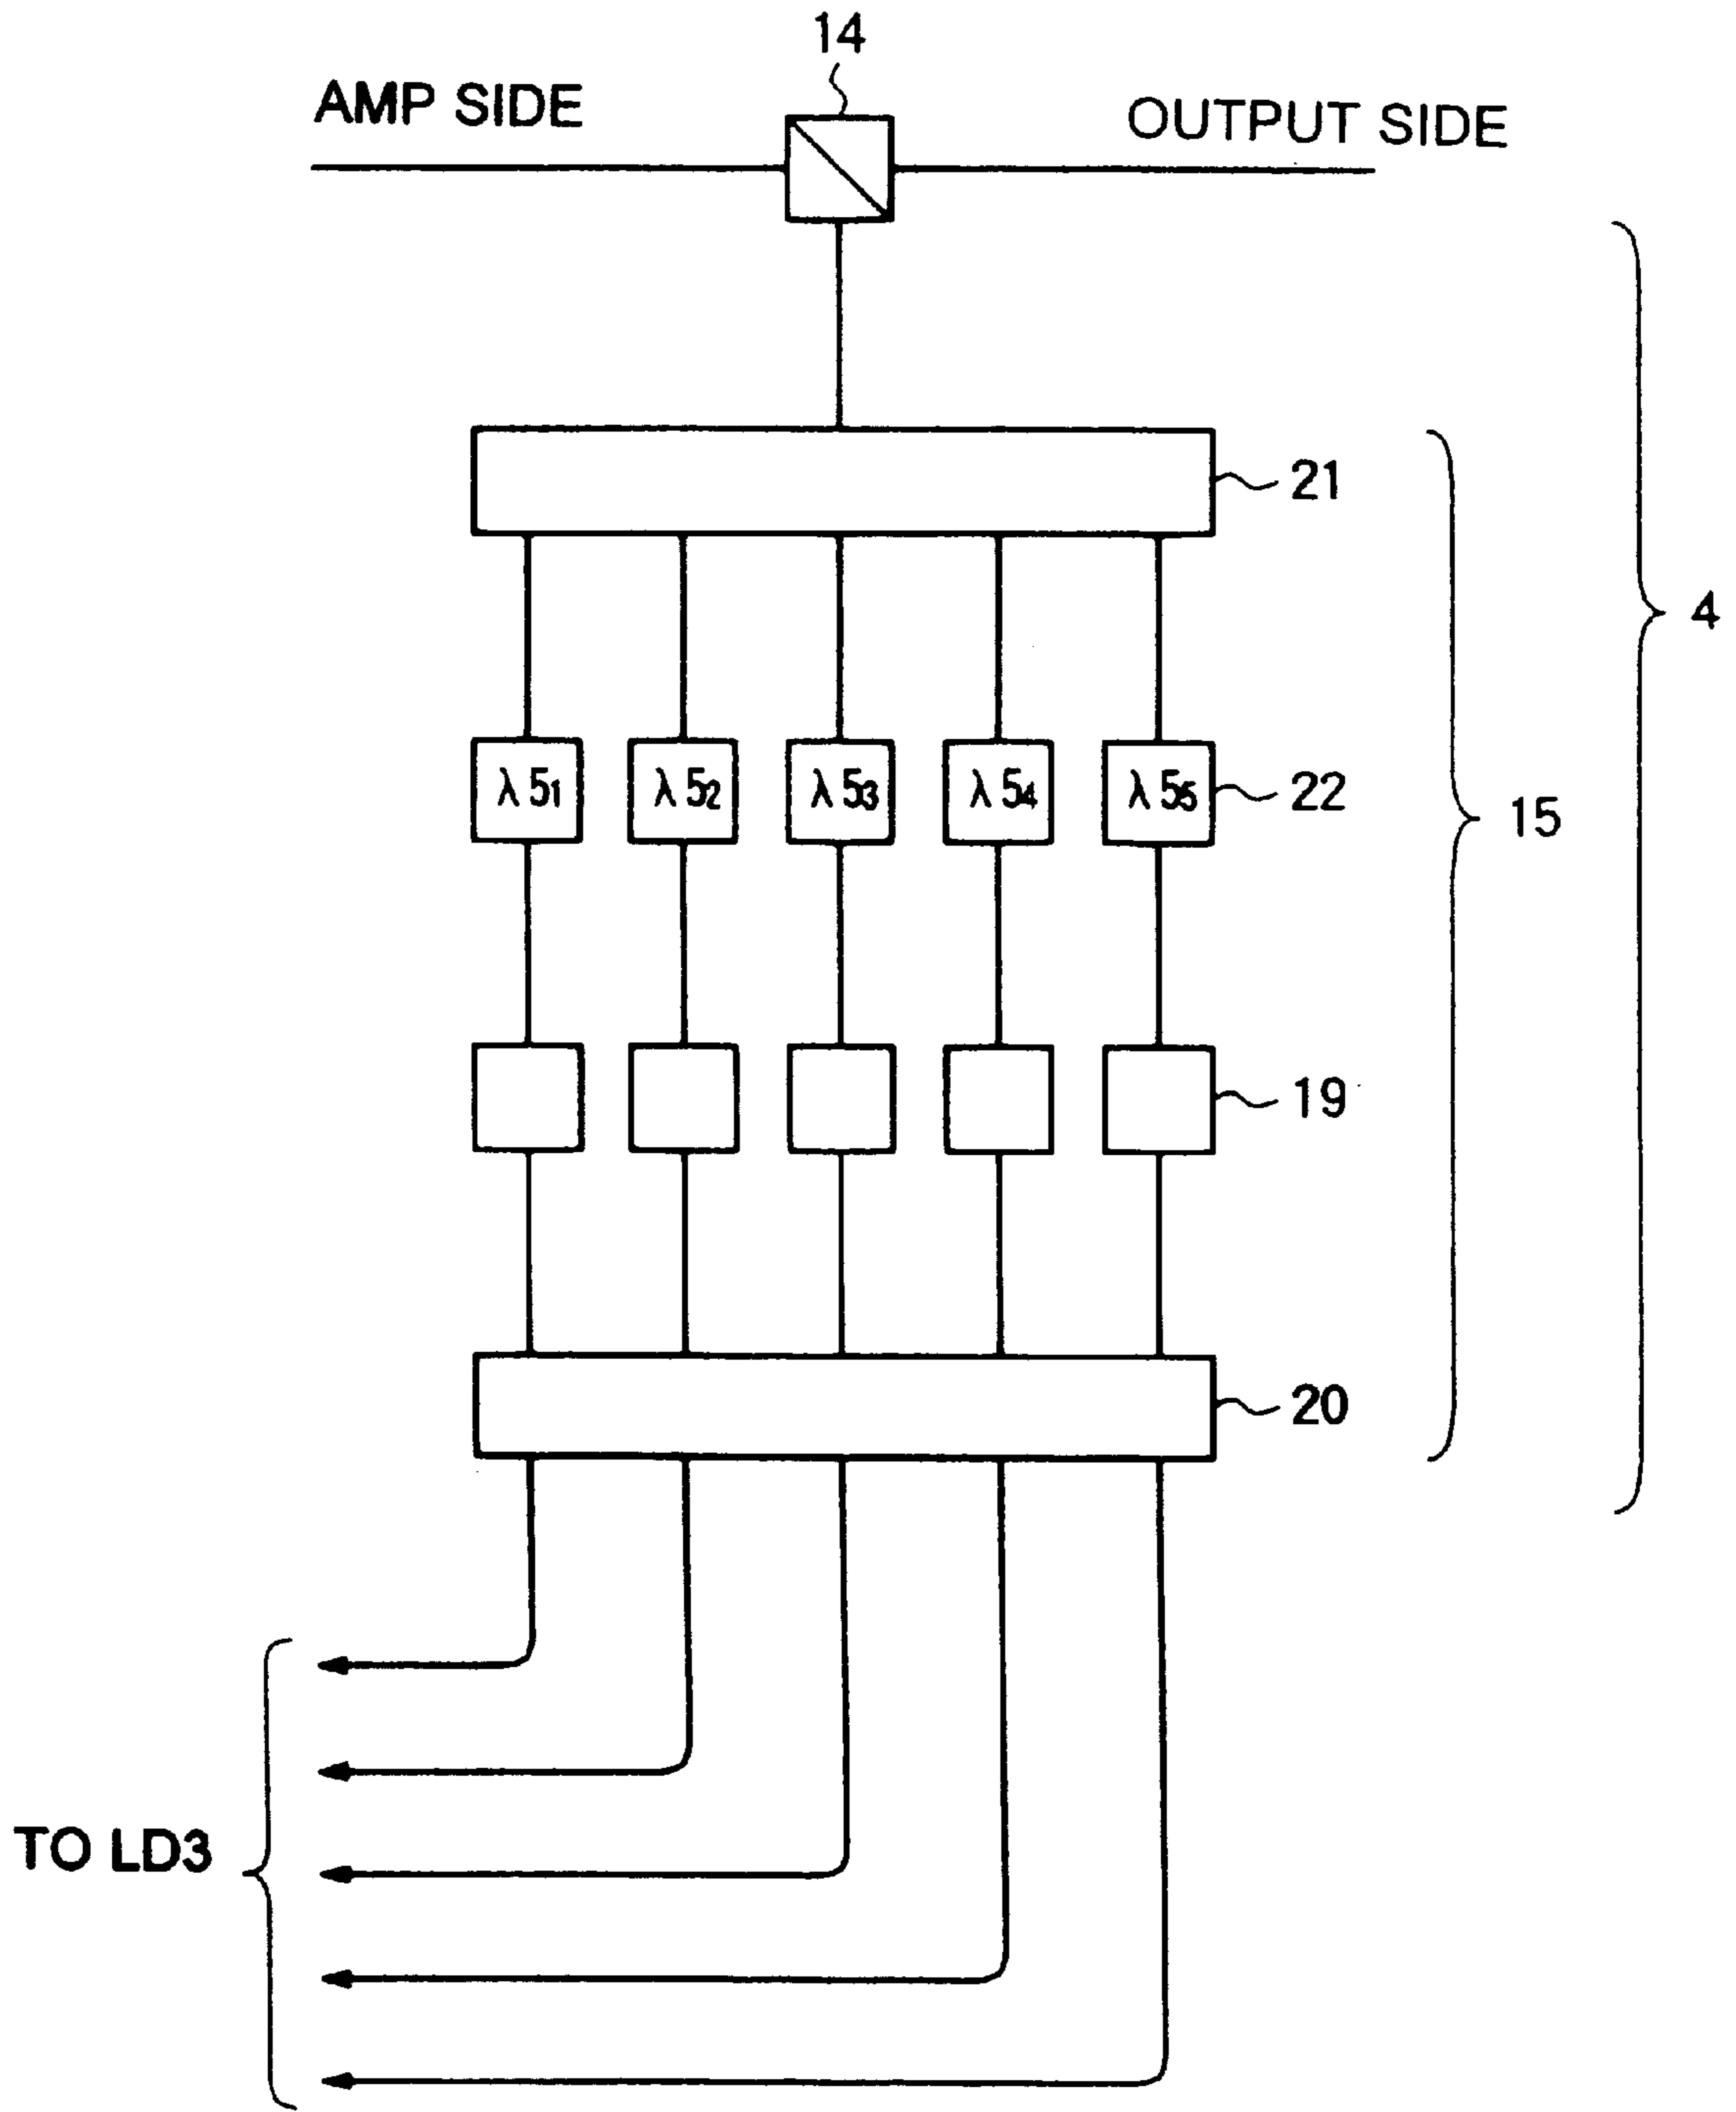 14
AMP SIDE
OUTPUT SIDE
21
4
λ51 λ52 λ53 λ54 λ55
22
15
19
20
TO LD3